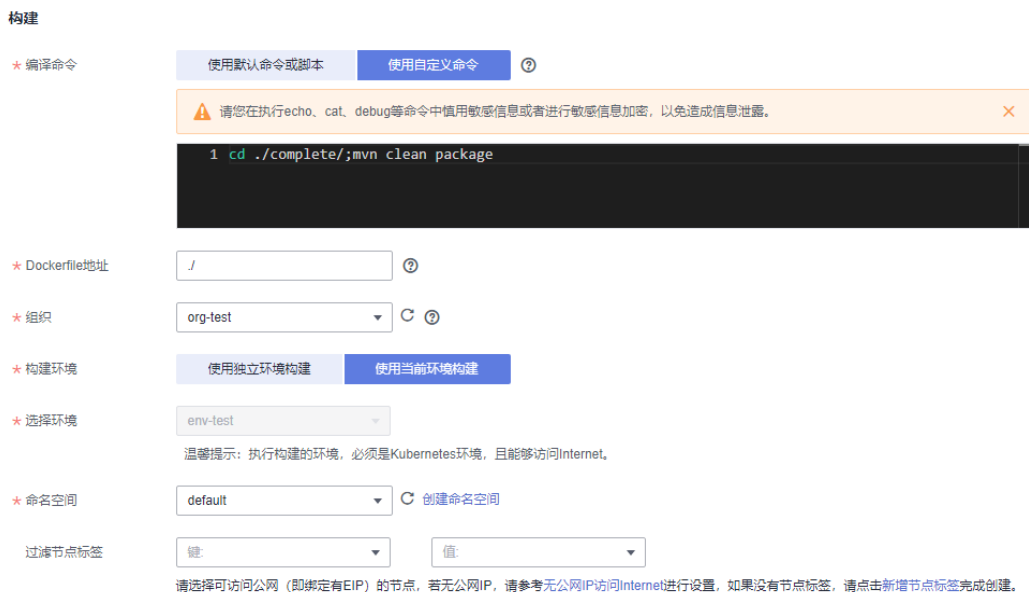 构建
* 编译命令 使用默认命令或脚本 使用自定义命令
请您在执行echo、cat、debug等命令中慎用敏感信息或者进行敏感信息加密，以免造成信息泄露。
1 cd ./complete/;mvn clean package
* Dockerfile地址 ./
* 组织 org-test
* 构建环境 使用独立环境构建 使用当前环境构建
* 选择环境 env-test
温馨提示：执行构建的环境，必须是Kubernetes环境，且能够访问Internet。
* 命名空间 default 创建命名空间
过滤节点标签 键: 值:
请选择可访问公网（即绑定有EIP）的节点，若无公网IP，请参考无公网IP访问Internet进行设置，如果没有节点标签，请点击新增节点标签完成创建。